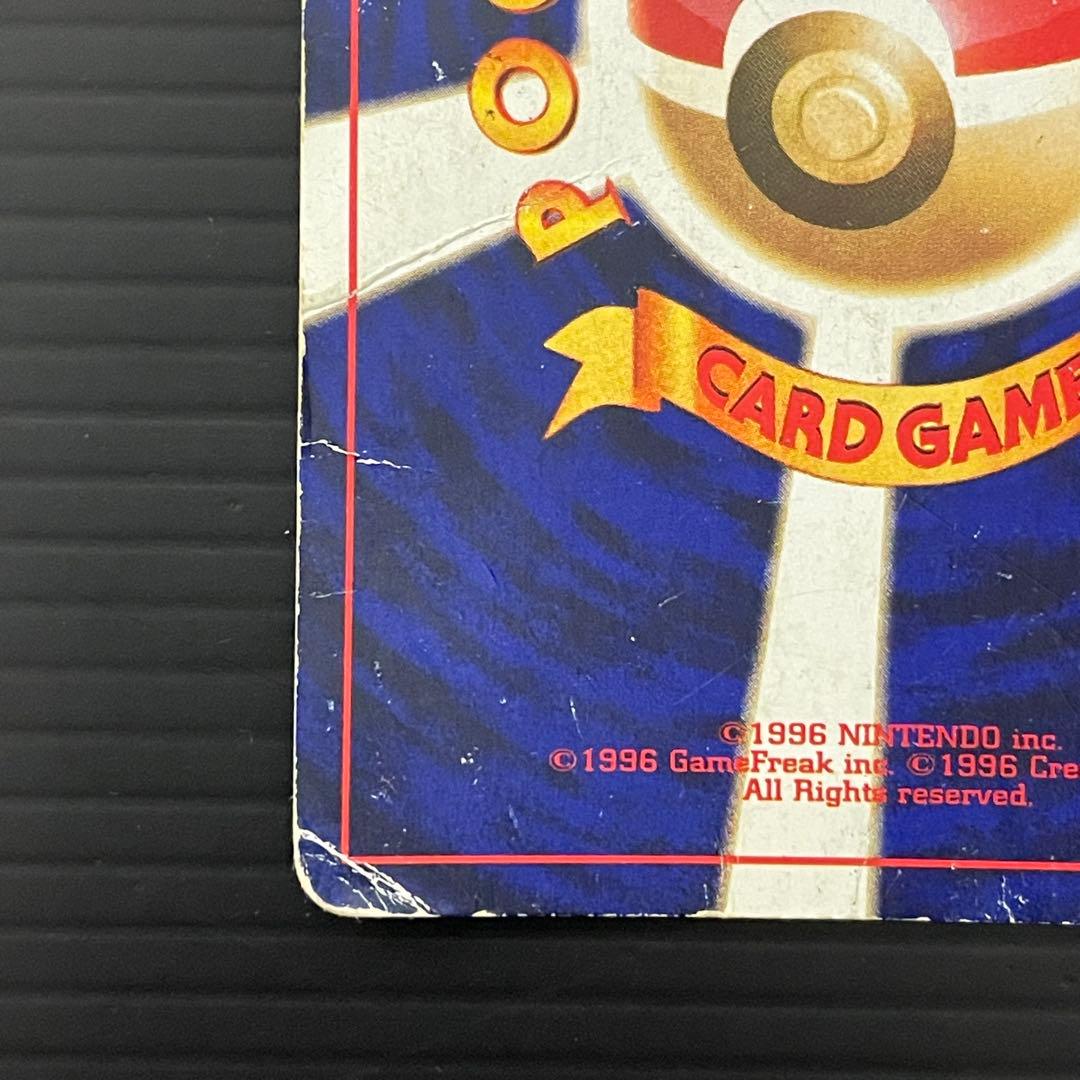 PO
CARD GAME
©1996 NINTENDO inc.
©1996 GameFreak inc. ©1996 Cre
All Rights reserved.